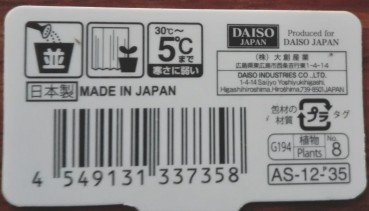 並
30℃～
5℃まで
寒さに弱い
DAISO
JAPAN
Produced for
DAISO JAPAN
(株)大創産業
広島県東広島市西条吉行東1-4-14
DAISO INDUSTRIES CO.,LTD.
1-4-14 Saijyo Yoshiyukihigashi,
Higashihiroshima,Hiroshima,739-8501,JAPAN
日本製 MADE IN JAPAN
包材の
材質
プラ
タグ
G194 植物 Plants No. 8
AS-12-'35
4 549131 337358